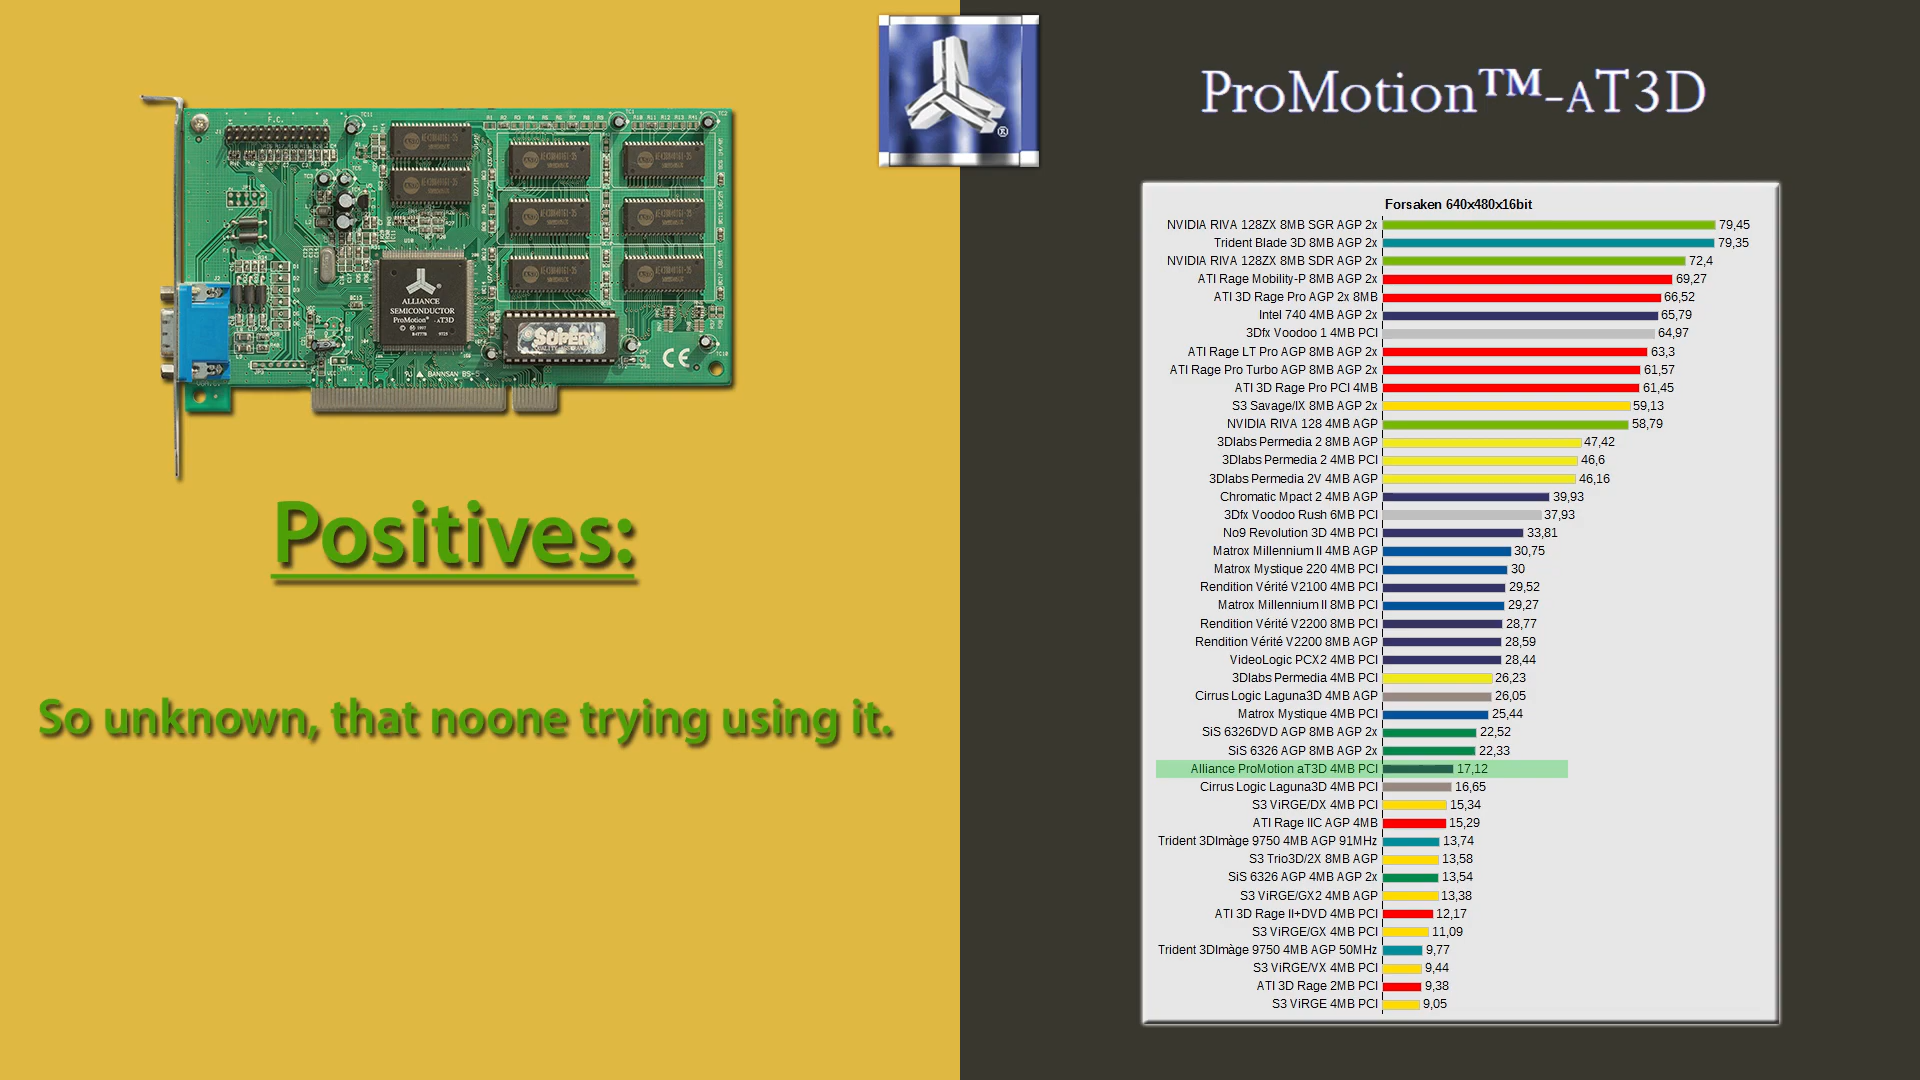 ProMotion™-AT3D
ALLIANCE
SEMICONDUCTOR
ProMotion® -AT3D
BANNSAN BS-
CE
Positives:
So unknown, that noone trying using it.
Forsaken 640x480x16bit
NVIDIA RIVA 128ZX 8MB SGR AGP 2x 79,45
Trident Blade 3D 8MB AGP 2x 79,35
NVIDIA RIVA 128ZX 8MB SDR AGP 2x 72,4
ATI Rage Mobility-P 8MB AGP 2x 69,27
ATI 3D Rage Pro AGP 2x 8MB 66,52
Intel 740 4MB AGP 2x 65,79
3Dfx Voodoo 1 4MB PCI 64,97
ATI Rage LT Pro AGP 8MB AGP 2x 63,3
ATI Rage Pro Turbo AGP 8MB AGP 2x 61,57
ATI 3D Rage Pro PCI 4MB 61,45
S3 Savage/IX 8MB AGP 2x 59,13
NVIDIA RIVA 128 4MB AGP 58,79
3Dlabs Permedia 2 8MB AGP 47,42
3Dlabs Permedia 2 4MB PCI 46,6
3Dlabs Permedia 2V 4MB AGP 46,16
Chromatic Mpact 2 4MB AGP 39,93
3Dfx Voodoo Rush 6MB PCI 37,93
No9 Revolution 3D 4MB PCI 33,81
Matrox Millennium II 4MB AGP 30,75
Matrox Mystique 220 4MB PCI 30
Rendition Vérité V2100 4MB PCI 29,52
Matrox Millennium II 8MB PCI 29,27
Rendition Vérité V2200 8MB PCI 28,77
Rendition Vérité V2200 8MB AGP 28,59
VideoLogic PCX2 4MB PCI 28,44
3Dlabs Permedia 4MB PCI 26,23
Cirrus Logic Laguna3D 4MB AGP 26,05
Matrox Mystique 4MB PCI 25,44
SiS 6326DVD AGP 8MB AGP 2x 22,52
SiS 6326 AGP 8MB AGP 2x 22,33
Alliance ProMotion aT3D 4MB PCI 17,12
Cirrus Logic Laguna3D 4MB PCI 16,65
S3 ViRGE/DX 4MB PCI 15,34
ATI Rage IIC AGP 4MB 15,29
Trident 3DImàge 9750 4MB AGP 91MHz 13,74
S3 Trio3D/2X 8MB AGP 13,58
SiS 6326 AGP 4MB AGP 2x 13,54
S3 ViRGE/GX2 4MB AGP 13,38
ATI 3D Rage II+DVD 4MB PCI 12,17
S3 ViRGE/GX 4MB PCI 11,09
Trident 3DImàge 9750 4MB AGP 50MHz 9,77
S3 ViRGE/VX 4MB PCI 9,44
ATI 3D Rage 2MB PCI 9,38
S3 ViRGE 4MB PCI 9,05